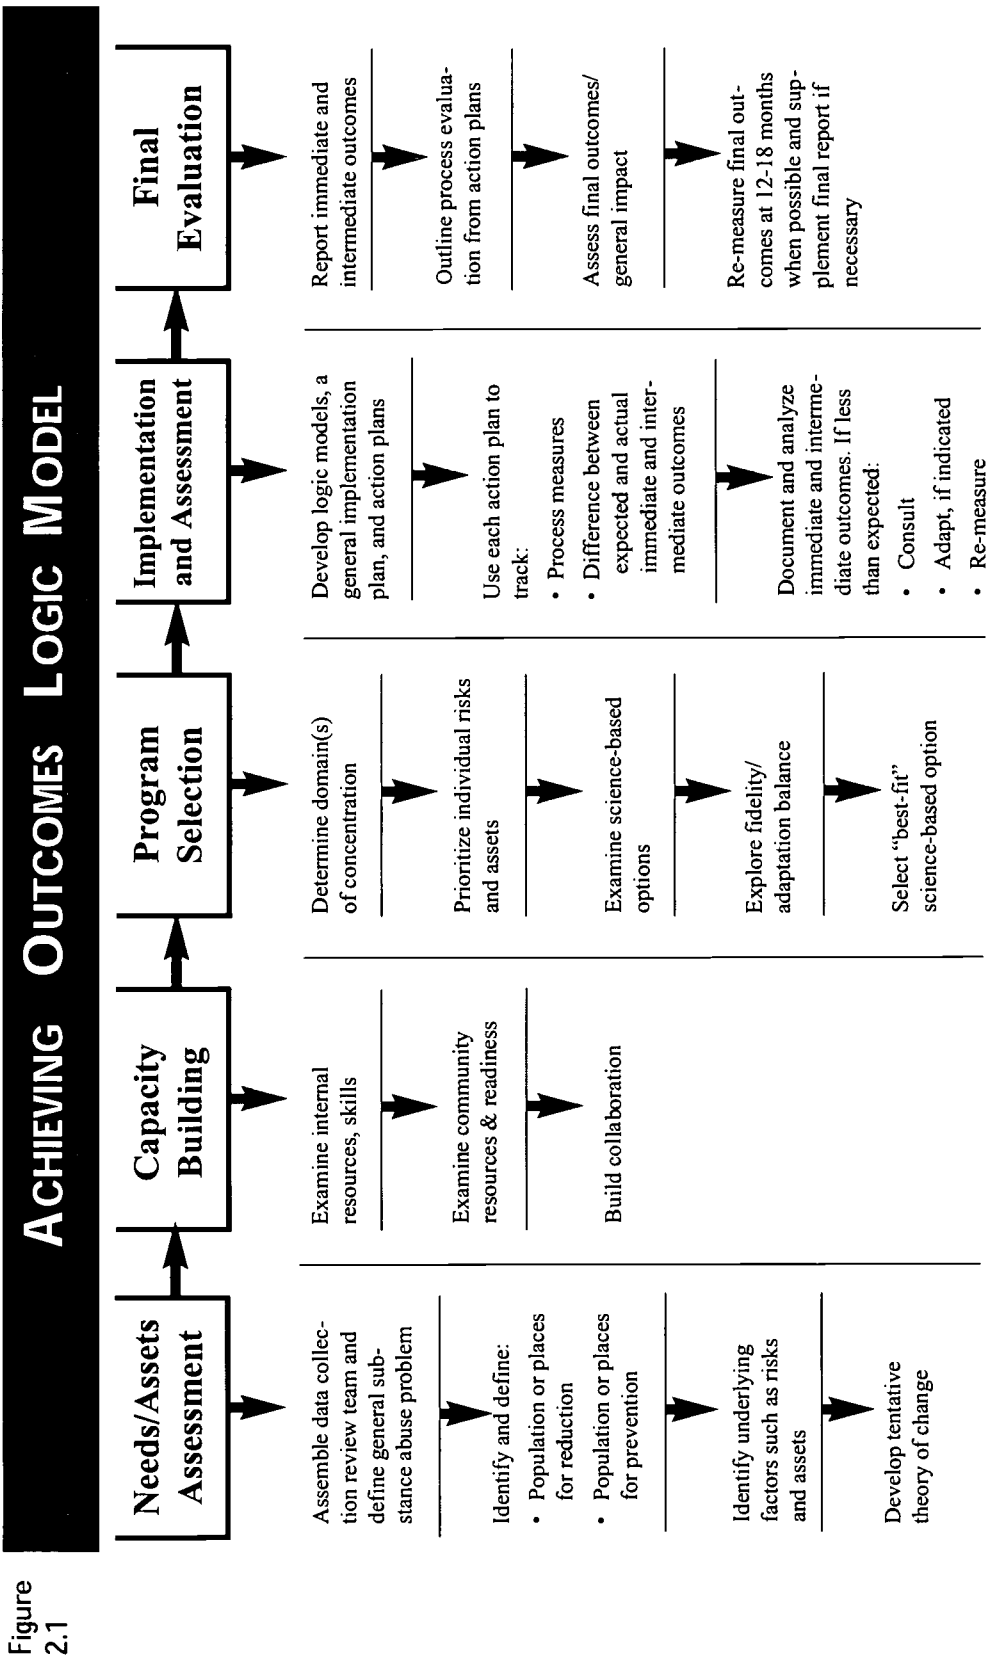 Figure
2.1
ACHIEVING OUTCOMES LOGIC MODEL
Needs/Assets
Assessment
Assemble data collec-
tion review team and
define general sub-
stance abuse problem
Identify and define:
• Population or places
for reduction
• Population or places
for prevention
Identify underlying
factors such as risks
and assets
Develop tentative
theory of change
Capacity
Building
Examine internal
resources, skills
Examine community
resources & readiness
Build collaboration
Program
Selection
Determine domain(s)
of concentration
Prioritize individual risks
and assets
Examine science-based
options
Explore fidelity/
adaptation balance
Select “best-fit”
science-based option
Implementation
and Assessment
Develop logic models, a
general implementation
plan, and action plans
Use each action plan to
track:
• Process measures
• Difference between
expected and actual
immediate and inter-
mediate outcomes
Document and analyze
immediate and interme-
diate outcomes. If less
than expected:
• Consult
• Adapt, if indicated
• Re-measure
Final
Evaluation
Report immediate and
intermediate outcomes
Outline process evalua-
tion from action plans
Assess final outcomes/
general impact
Re-measure final out-
comes at 12-18 months
when possible and sup-
plement final report if
necessary